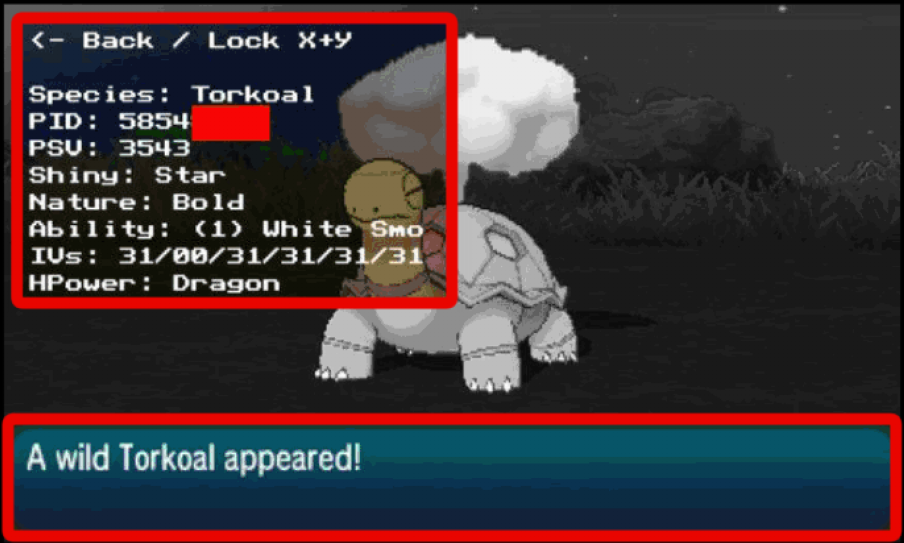 <- Back / Lock X+Y
Species: Torkoal
PID: 5854
PSV: 3543
Shiny: Star
Nature: Bold
Ability: (1) White Smo
IVs: 31/00/31/31/31/31
HPower: Dragon
A wild Torkoal appeared!